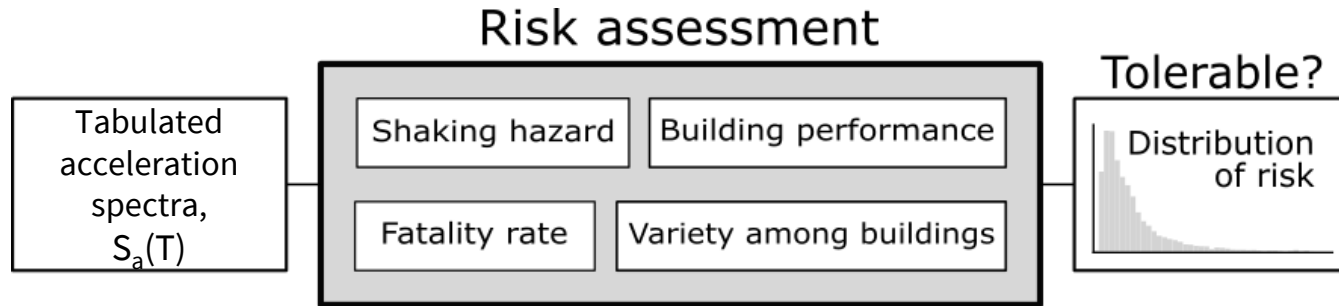 Risk assessment
Tabulated
acceleration
spectra,
Sₐ(T)
Shaking hazard
Building performance
Fatality rate
Variety among buildings
Tolerable?
Distribution
of risk